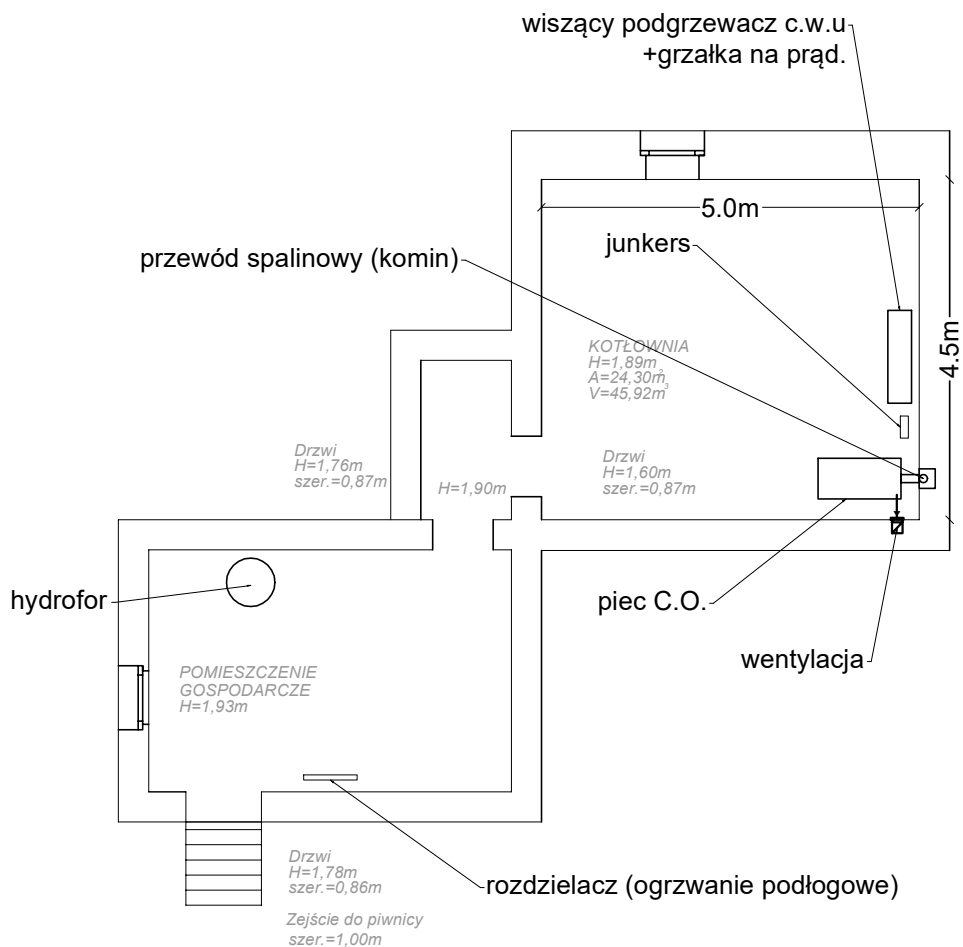 wiszący podgrzewacz c.w.u
+grzałka na prąd.
5.0m
junkers
przewód spalinowy (komin)
4.5m
KOTŁOWNIA
H=1,89m
A=24,30m²
V=45,92m³
Drzwi
H=1,76m
szer.=0,87m
Drzwi
H=1,60m
szer.=0,87m
H=1,90m
hydrofor
piec C.O.
wentylacja
POMIESZCZENIE
GOSPODARCZE
H=1,93m
Drzwi
H=1,78m
szer.=0,86m
rozdzielacz (ogrzwanie podłogowe)
Zejście do piwnicy
szer.=1,00m